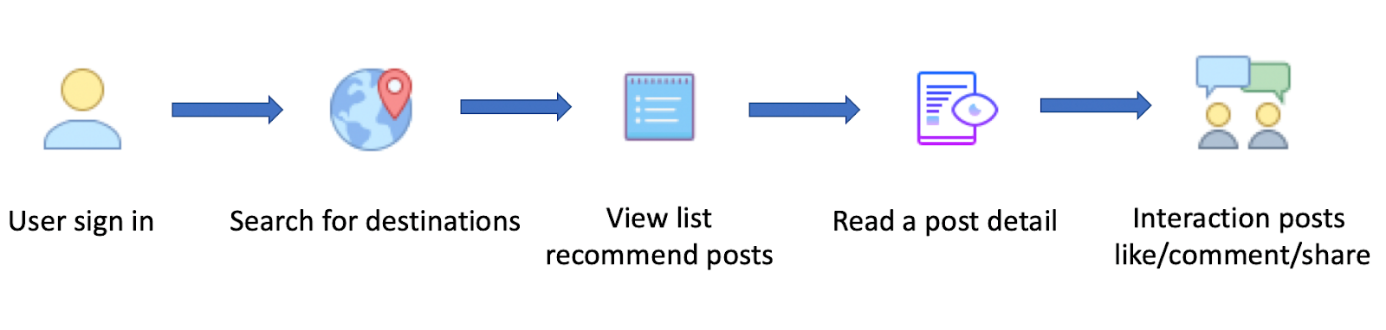 User sign in
Search for destinations
View list
recommend posts
Read a post detail
Interaction posts
like/comment/share